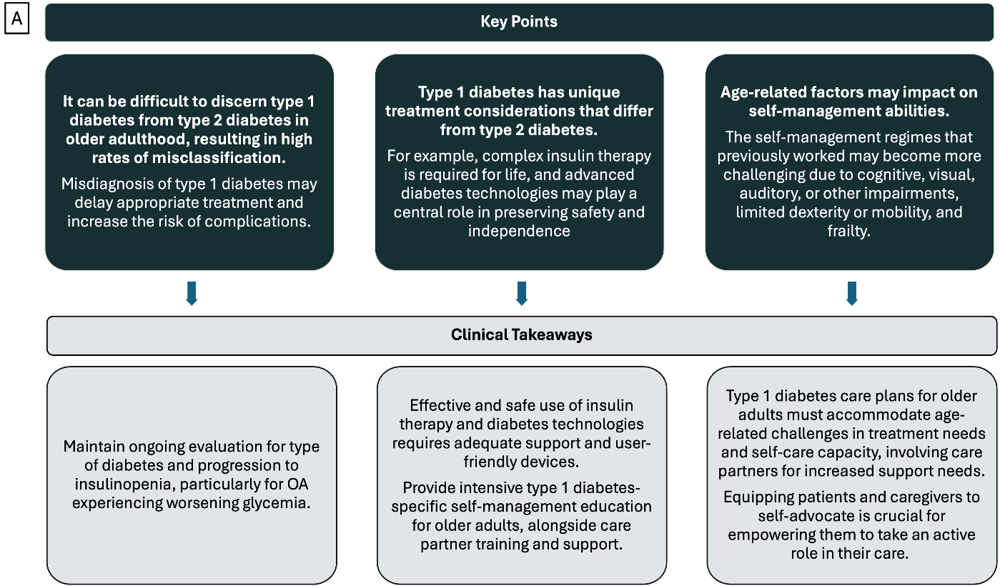 A
Key Points
It can be difficult to discern type 1
diabetes from type 2 diabetes in
older adulthood, resulting in high
rates of misclassification.
Misdiagnosis of type 1 diabetes may
delay appropriate treatment and
increase the risk of complications.
Type 1 diabetes has unique
treatment considerations that differ
from type 2 diabetes.
For example, complex insulin therapy
is required for life, and advanced
diabetes technologies may play a
central role in preserving safety and
independence
Age-related factors may impact on
self-management abilities.
The self-management regimes that
previously worked may become more
challenging due to cognitive, visual,
auditory, or other impairments,
limited dexterity or mobility, and
frailty.
Clinical Takeaways
Maintain ongoing evaluation for type
of diabetes and progression to
insulinopenia, particularly for OA
experiencing worsening glycemia.
Effective and safe use of insulin
therapy and diabetes technologies
requires adequate support and user-
friendly devices.
Provide intensive type 1 diabetes-
specific self-management education
for older adults, alongside care
partner training and support.
Type 1 diabetes care plans for older
adults must accommodate age-
related challenges in treatment needs
and self-care capacity, involving care
partners for increased support needs.
Equipping patients and caregivers to
self-advocate is crucial for
empowering them to take an active
role in their care.